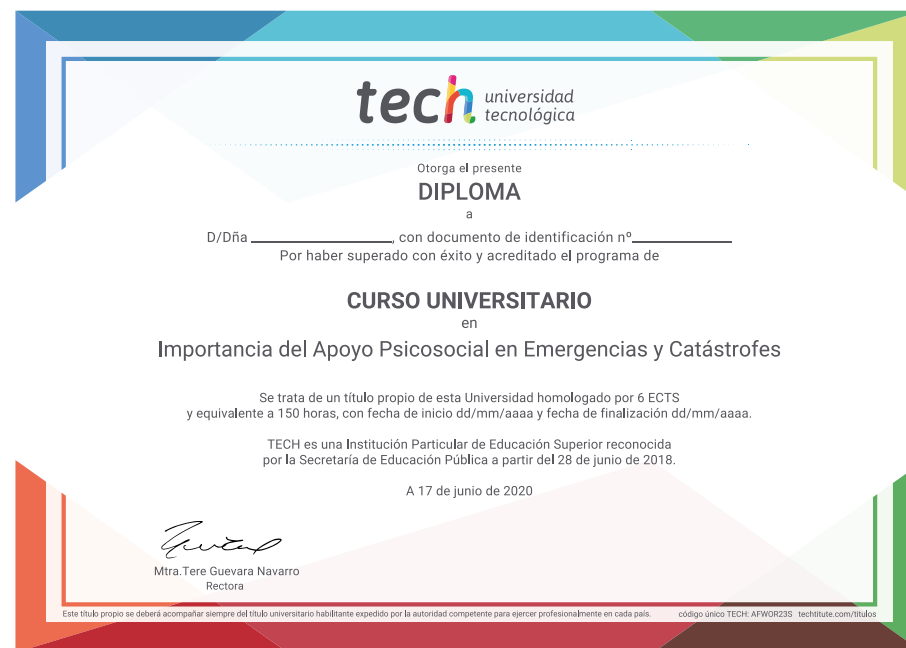 tech universidad
tecnológica
Otorga el presente
DIPLOMA
a
D/Dña ____________________, con documento de identificación nº______________
Por haber superado con éxito y acreditado el programa de
CURSO UNIVERSITARIO
en
Importancia del Apoyo Psicosocial en Emergencias y Catástrofes
Se trata de un título propio de esta Universidad homologado por 6 ECTS
y equivalente a 150 horas, con fecha de inicio dd/mm/aaaa y fecha de finalización dd/mm/aaaa.
TECH es una Institución Particular de Educación Superior reconocida
por la Secretaría de Educación Pública a partir del 28 de junio de 2018.
A 17 de junio de 2020
Mtra.Tere Guevara Navarro
Rectora
Este título propio se deberá acompañar siempre del título universitario habilitante expedido por la autoridad competente para ejercer profesionalmente en cada país. código único TECH: AFWOR23S techtitute.com/titulos